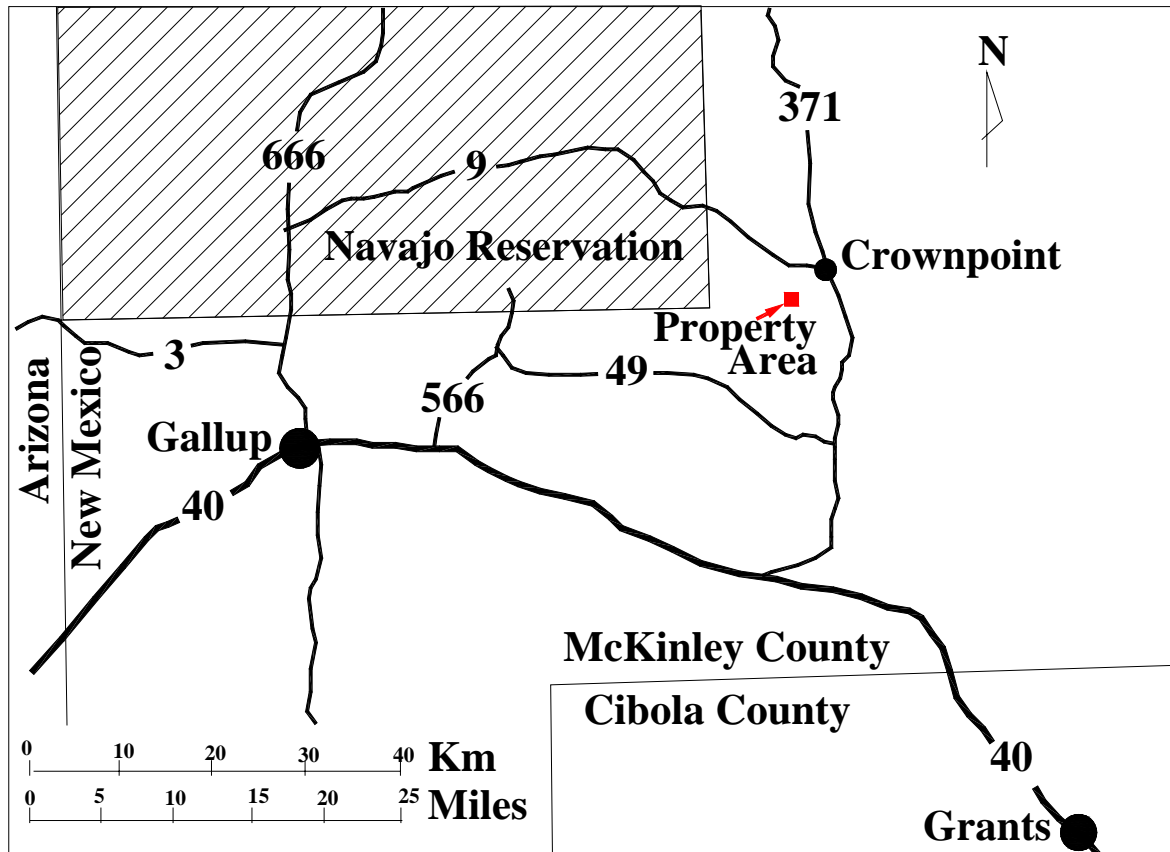 N
371
666
9
Navajo Reservation
Crownpoint
Property
Area
3
49
566
Arizona
New Mexico
Gallup
40
McKinley County
Cibola County
0 10 20 30 40 Km
0 5 10 15 20 25 Miles
40
Grants